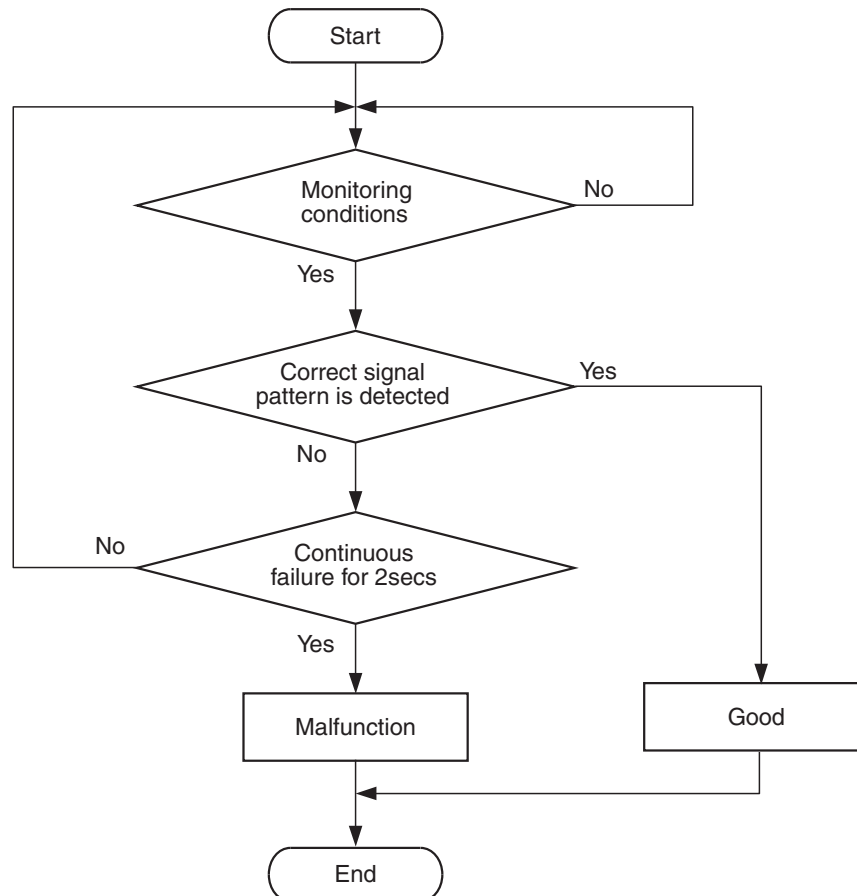 Start
Monitoring
conditions
No
Yes
Correct signal
pattern is detected
Yes
No
Continuous
failure for 2secs
No
Yes
Malfunction
Good
End